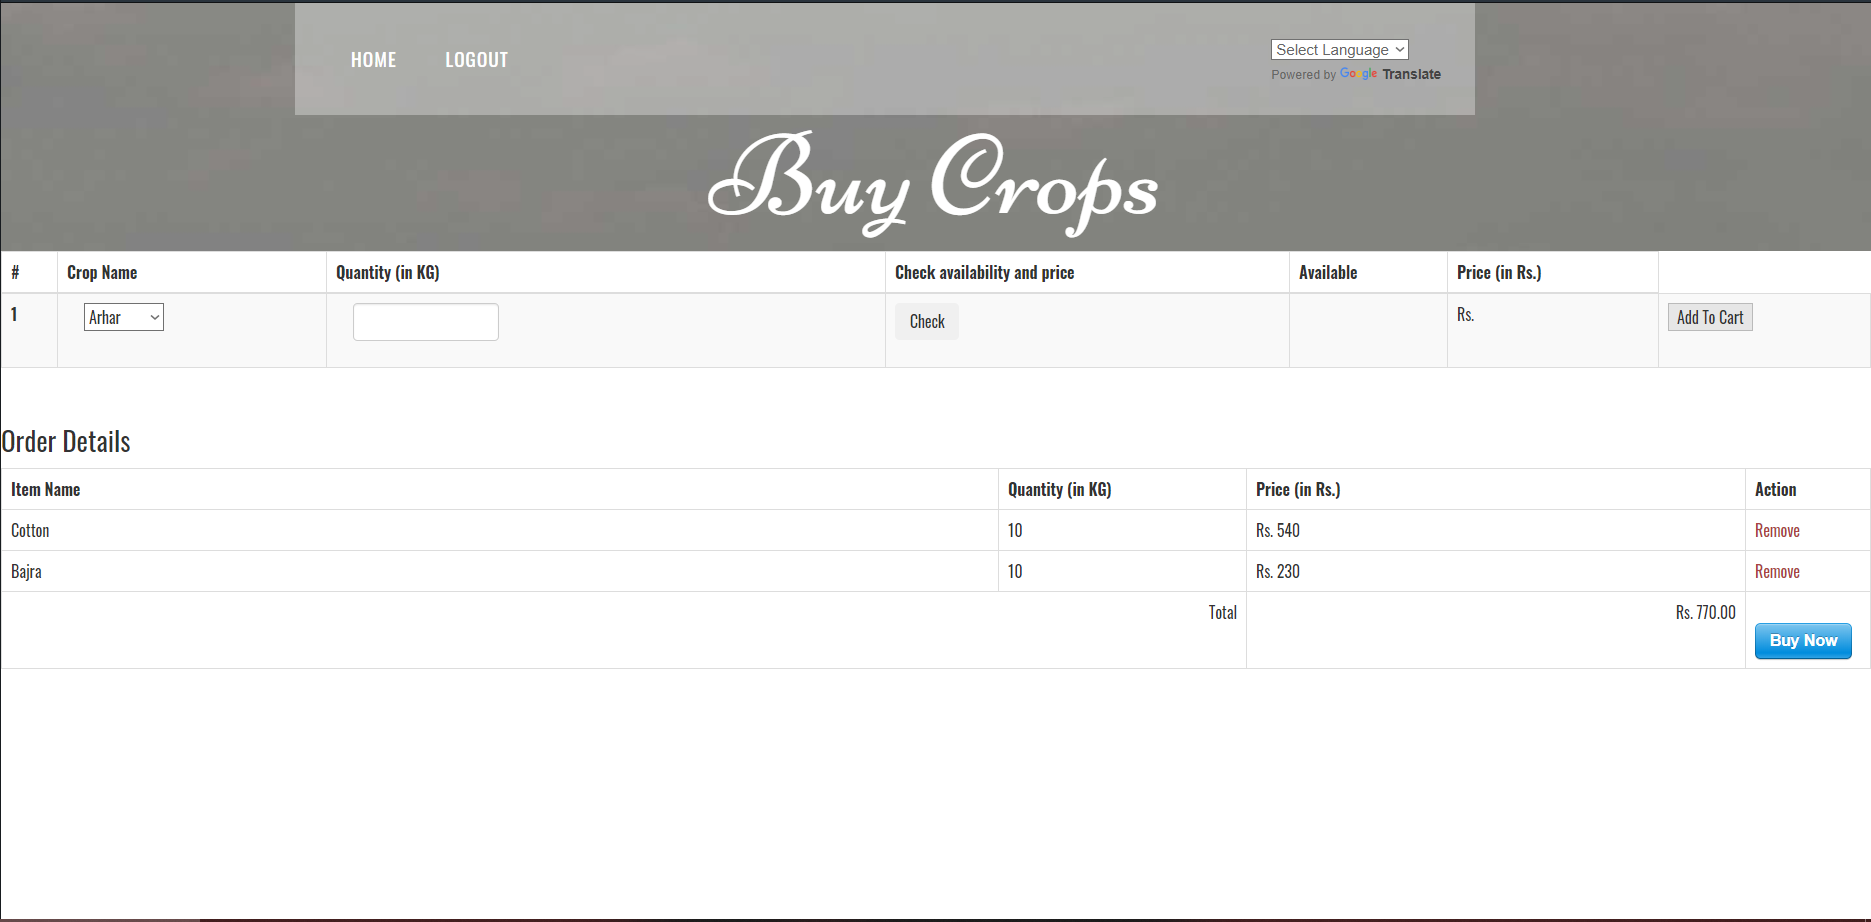 HOME LOGOUT Select Language
Powered by Google Translate
Buy Crops
# Crop Name Quantity (in KG) Check availability and price Available Price (in Rs.)
1 Arhar Check Rs. Add To Cart
Order Details
Item Name Quantity (in KG) Price (in Rs.) Action
Cotton 10 Rs. 540 Remove
Bajra 10 Rs. 230 Remove
Total Rs. 770.00
Buy Now